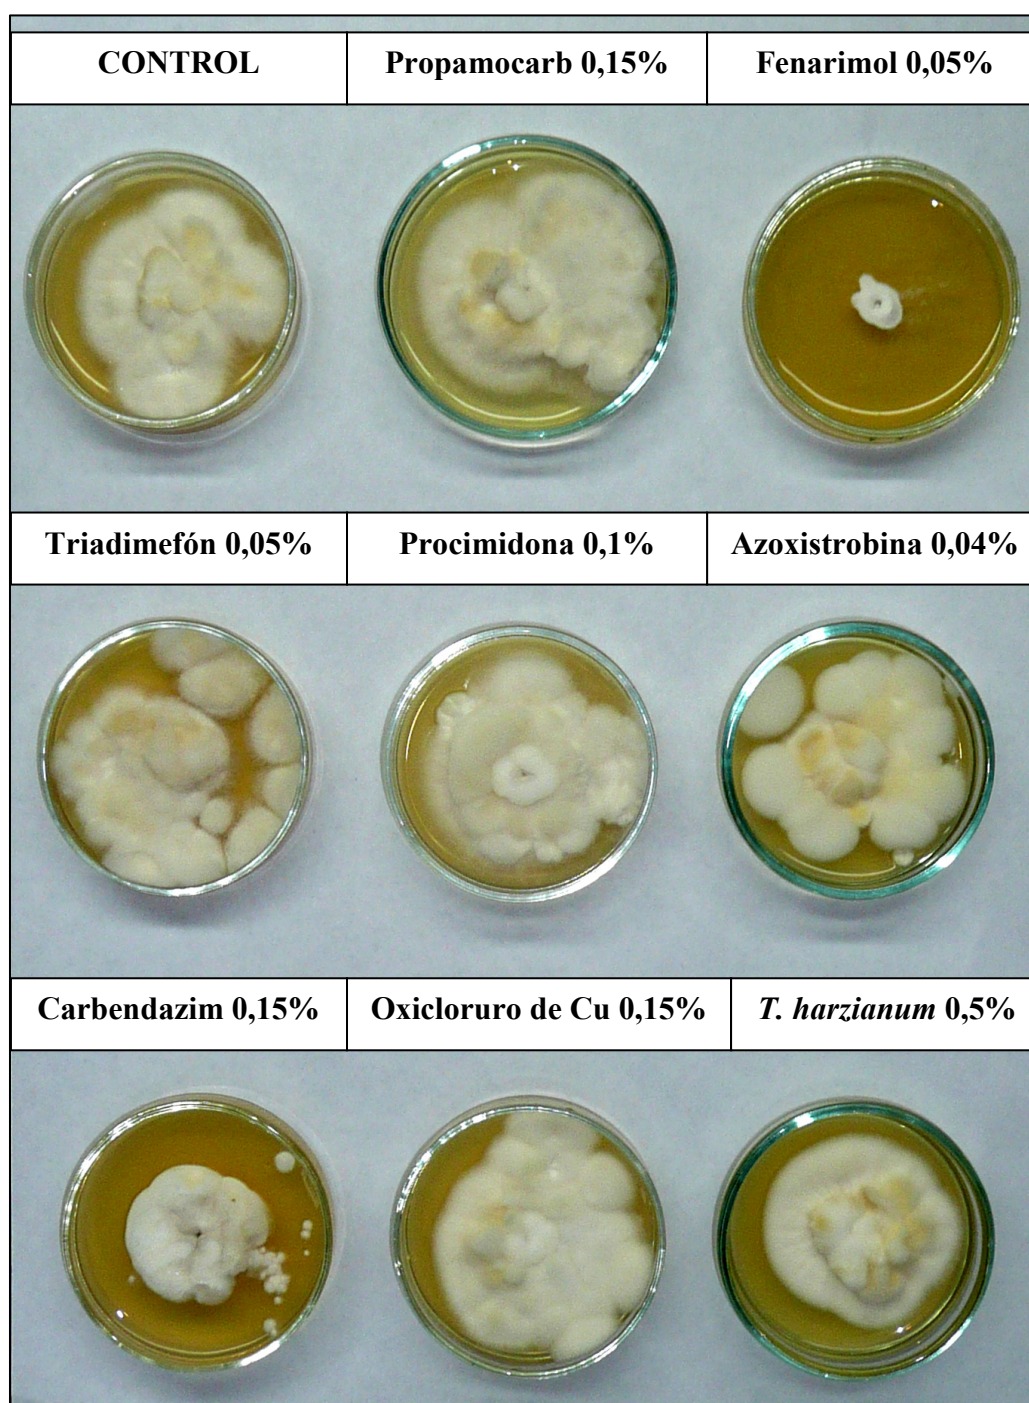 CONTROL
Propamocarb 0,15%
Fenarimol 0,05%
Triadimefón 0,05%
Procimidona 0,1%
Azoxistrobina 0,04%
Carbendazim 0,15%
Oxicloruro de Cu 0,15%
T. harzianum 0,5%